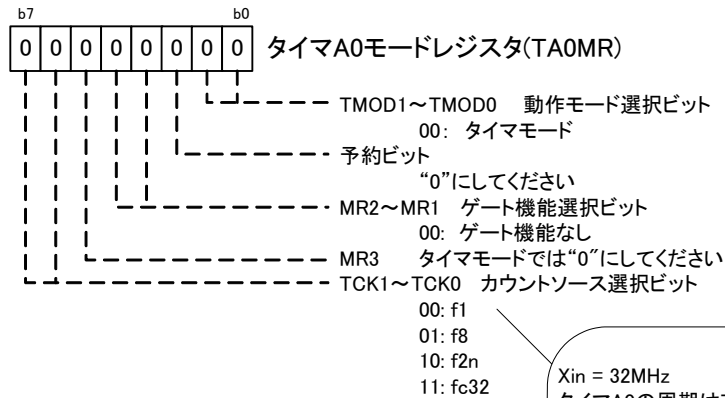 b7 b0
0 0 0 0 0 0 0 0 タイマA0モードレジスタ(TA0MR)
TMOD1～TMOD0 動作モード選択ビット
00: タイマモード
予約ビット
“0”にしてください
MR2～MR1 ゲート機能選択ビット
00: ゲート機能なし
MR3 タイマモードでは“0”にしてください
TCK1～TCK0 カウントソース選択ビット
00: f1
01: f8
10: f2n
11: fc32
Xin = 32MHz